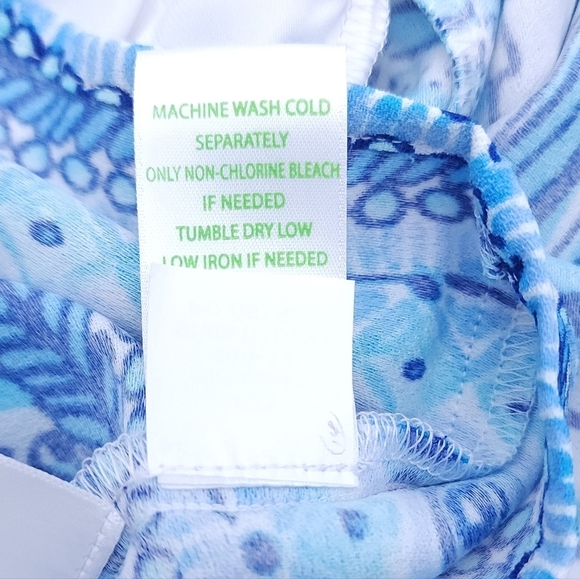 MACHINE WASH COLD
SEPARATELY
ONLY NON-CHLORINE BLEACH
IF NEEDED
TUMBLE DRY LOW
LOW IRON IF NEEDED